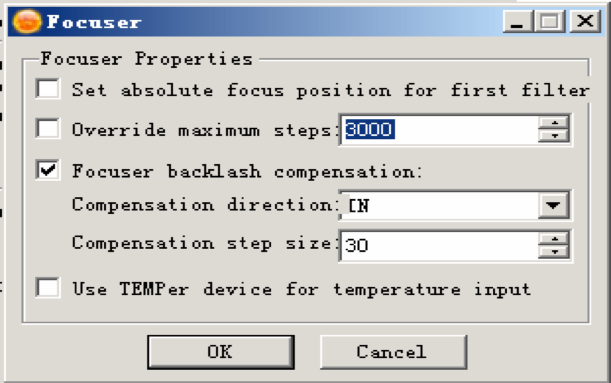 Focuser
Focuser Properties
Set absolute focus position for first filter
Override maximum steps: 3000
Focuser backlash compensation:
Compensation direction: IN
Compensation step size: 30
Use TEMPer device for temperature input
OK Cancel